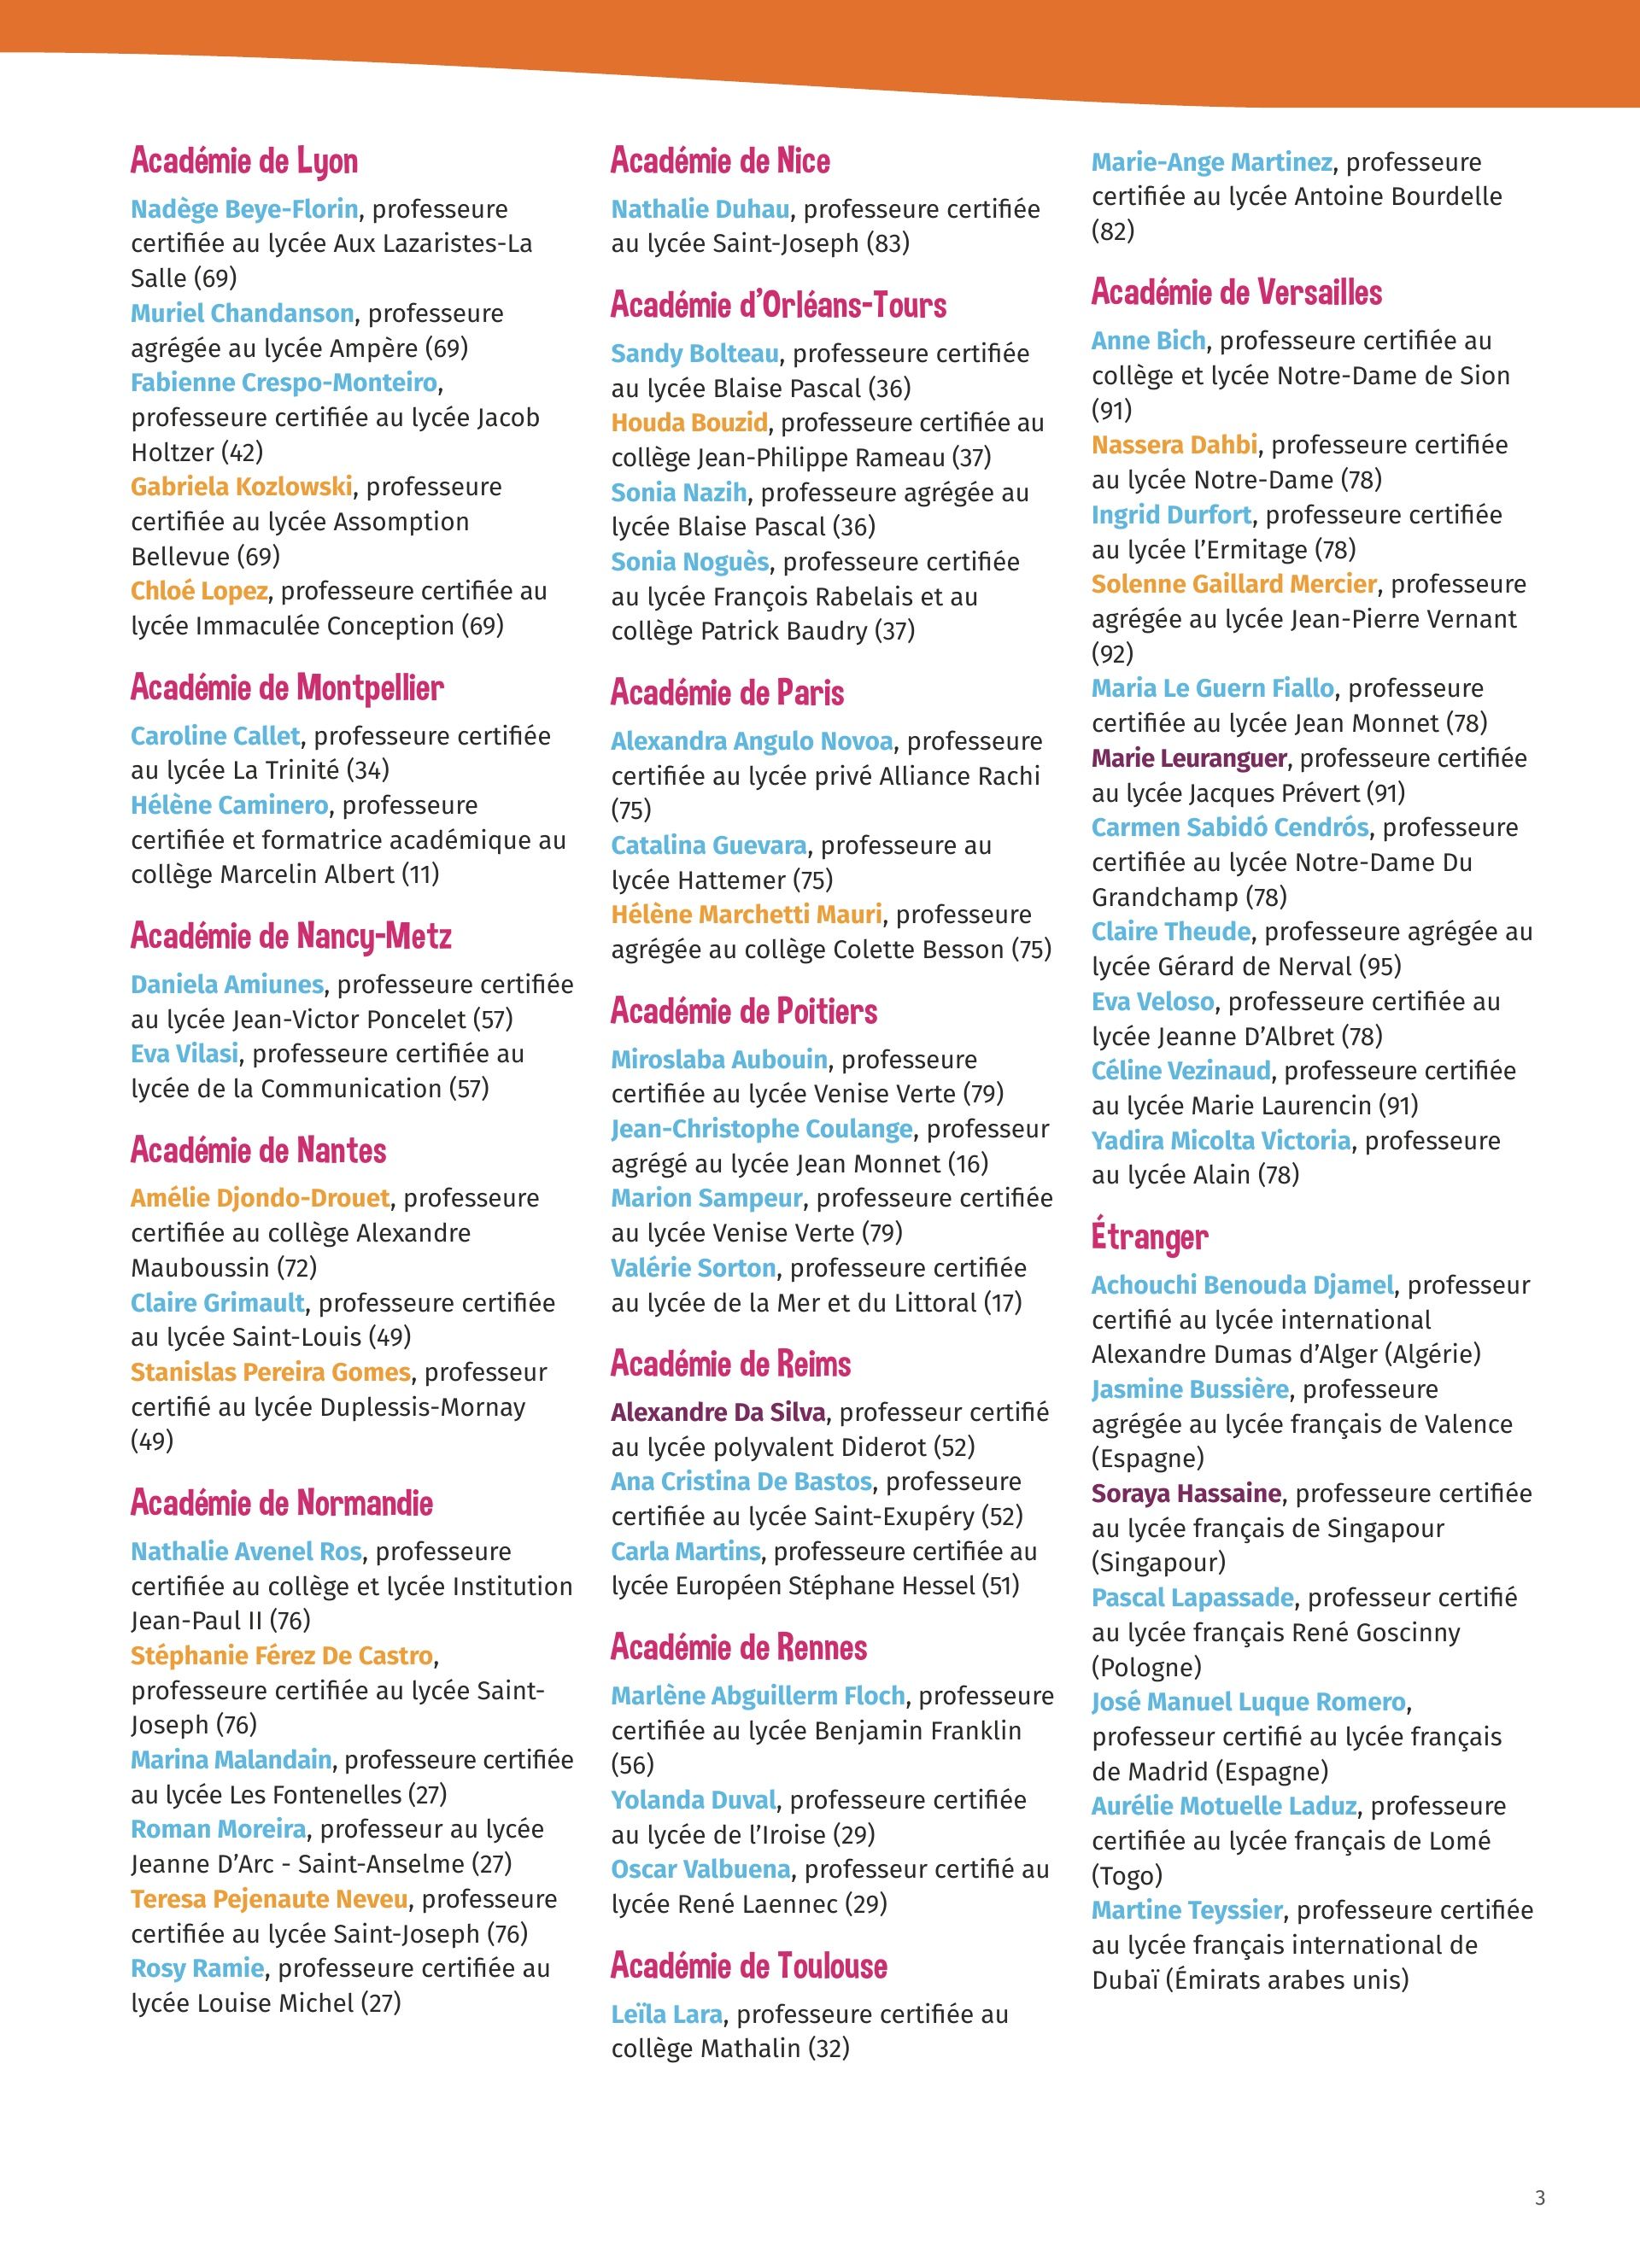 Académie de Lyon
Nadège Beye-Florin, professeure
certifiée au lycée Aux Lazaristes-La
Salle (69)
Muriel Chandanson, professeure
agrégée au lycée Ampère (69)
Fabienne Crespo-Monteiro,
professeure certifiée au lycée Jacob
Holtzer (42)
Gabriela Kozlowski, professeure
certifiée au lycée Assomption
Bellevue (69)
Chloé Lopez, professeure certifiée au
lycée Immaculée Conception (69)
Académie de Montpellier
Caroline Callet, professeure certifiée
au lycée La Trinité (34)
Hélène Caminero, professeure
certifiée et formatrice académique au
collège Marcelin Albert (11)
Académie de Nancy-Metz
Daniela Amiunes, professeure certifiée
au lycée Jean-Victor Poncelet (57)
Eva Vilasi, professeure certifiée au
lycée de la Communication (57)
Académie de Nantes
Amélie Djondo-Drouet, professeure
certifiée au collège Alexandre
Mauboussin (72)
Claire Grimault, professeure certifiée
au lycée Saint-Louis (49)
Stanislas Pereira Gomes, professeur
certifié au lycée Duplessis-Mornay
(49)
Académie de Normandie
Nathalie Avenel Ros, professeure
certifiée au collège et lycée Institution
Jean-Paul II (76)
Stéphanie Férez De Castro,
professeure certifiée au lycée Saint-
Joseph (76)
Marina Malandain, professeure certifiée
au lycée Les Fontenelles (27)
Roman Moreira, professeur au lycée
Jeanne D’Arc - Saint-Anselme (27)
Teresa Pejenaute Neveu, professeure
certifiée au lycée Saint-Joseph (76)
Rosy Ramie, professeure certifiée au
lycée Louise Michel (27)
Académie de Nice
Nathalie Duhau, professeure certifiée
au lycée Saint-Joseph (83)
Académie d’Orléans-Tours
Sandy Bolteau, professeure certifiée
au lycée Blaise Pascal (36)
Houda Bouzid, professeure certifiée au
collège Jean-Philippe Rameau (37)
Sonia Nazih, professeure agrégée au
lycée Blaise Pascal (36)
Sonia Noguès, professeure certifiée
au lycée François Rabelais et au
collège Patrick Baudry (37)
Académie de Paris
Alexandra Angulo Novoa, professeure
certifiée au lycée privé Alliance Rachi
(75)
Catalina Guevara, professeure au
lycée Hattemer (75)
Hélène Marchetti Mauri, professeure
agrégée au collège Colette Besson (75)
Académie de Poitiers
Miroslaba Aubouin, professeure
certifiée au lycée Venise Verte (79)
Jean-Christophe Coulange, professeur
agrégé au lycée Jean Monnet (16)
Marion Sampeur, professeure certifiée
au lycée Venise Verte (79)
Valérie Sorton, professeure certifiée
au lycée de la Mer et du Littoral (17)
Académie de Reims
Alexandre Da Silva, professeur certifié
au lycée polyvalent Diderot (52)
Ana Cristina De Bastos, professeure
certifiée au lycée Saint-Exupéry (52)
Carla Martins, professeure certifiée au
lycée Européen Stéphane Hessel (51)
Académie de Rennes
Marlène Abguillerm Floch, professeure
certifiée au lycée Benjamin Franklin
(56)
Yolanda Duval, professeure certifiée
au lycée de l’Iroise (29)
Oscar Valbuena, professeur certifié au
lycée René Laennec (29)
Académie de Toulouse
Leïla Lara, professeure certifiée au
collège Mathalin (32)
Marie-Ange Martinez, professeure
certifiée au lycée Antoine Bourdelle
(82)
Académie de Versailles
Anne Bich, professeure certifiée au
collège et lycée Notre-Dame de Sion
(91)
Nassera Dahbi, professeure certifiée
au lycée Notre-Dame (78)
Ingrid Durfort, professeure certifiée
au lycée l’Ermitage (78)
Solenne Gaillard Mercier, professeure
agrégée au lycée Jean-Pierre Vernant
(92)
Maria Le Guern Fiallo, professeure
certifiée au lycée Jean Monnet (78)
Marie Leuranguer, professeure certifiée
au lycée Jacques Prévert (91)
Carmen Sabidó Cendrós, professeure
certifiée au lycée Notre-Dame Du
Grandchamp (78)
Claire Theude, professeure agrégée au
lycée Gérard de Nerval (95)
Eva Veloso, professeure certifiée au
lycée Jeanne D’Albret (78)
Céline Vezinaud, professeure certifiée
au lycée Marie Laurencin (91)
Yadira Micolta Victoria, professeure
au lycée Alain (78)
Étranger
Achouchi Benouda Djamel, professeur
certifié au lycée international
Alexandre Dumas d’Alger (Algérie)
Jasmine Bussière, professeure
agrégée au lycée français de Valence
(Espagne)
Soraya Hassaine, professeure certifiée
au lycée français de Singapour
(Singapour)
Pascal Lapassade, professeur certifié
au lycée français René Goscinny
(Pologne)
José Manuel Luque Romero,
professeur certifié au lycée français
de Madrid (Espagne)
Aurélie Motuelle Laduz, professeure
certifiée au lycée français de Lomé
(Togo)
Martine Teyssier, professeure certifiée
au lycée français international de
Dubaï (Émirats arabes unis)
3